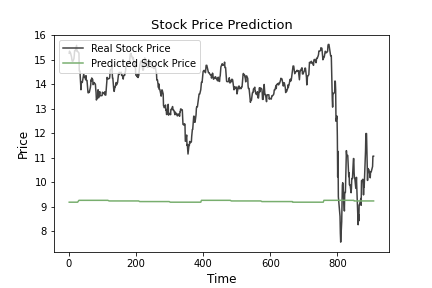 Stock Price Prediction
Real Stock Price
Predicted Stock Price
Price
16
15
14
13
12
11
10
9
8
0 200 400 600 800
Time